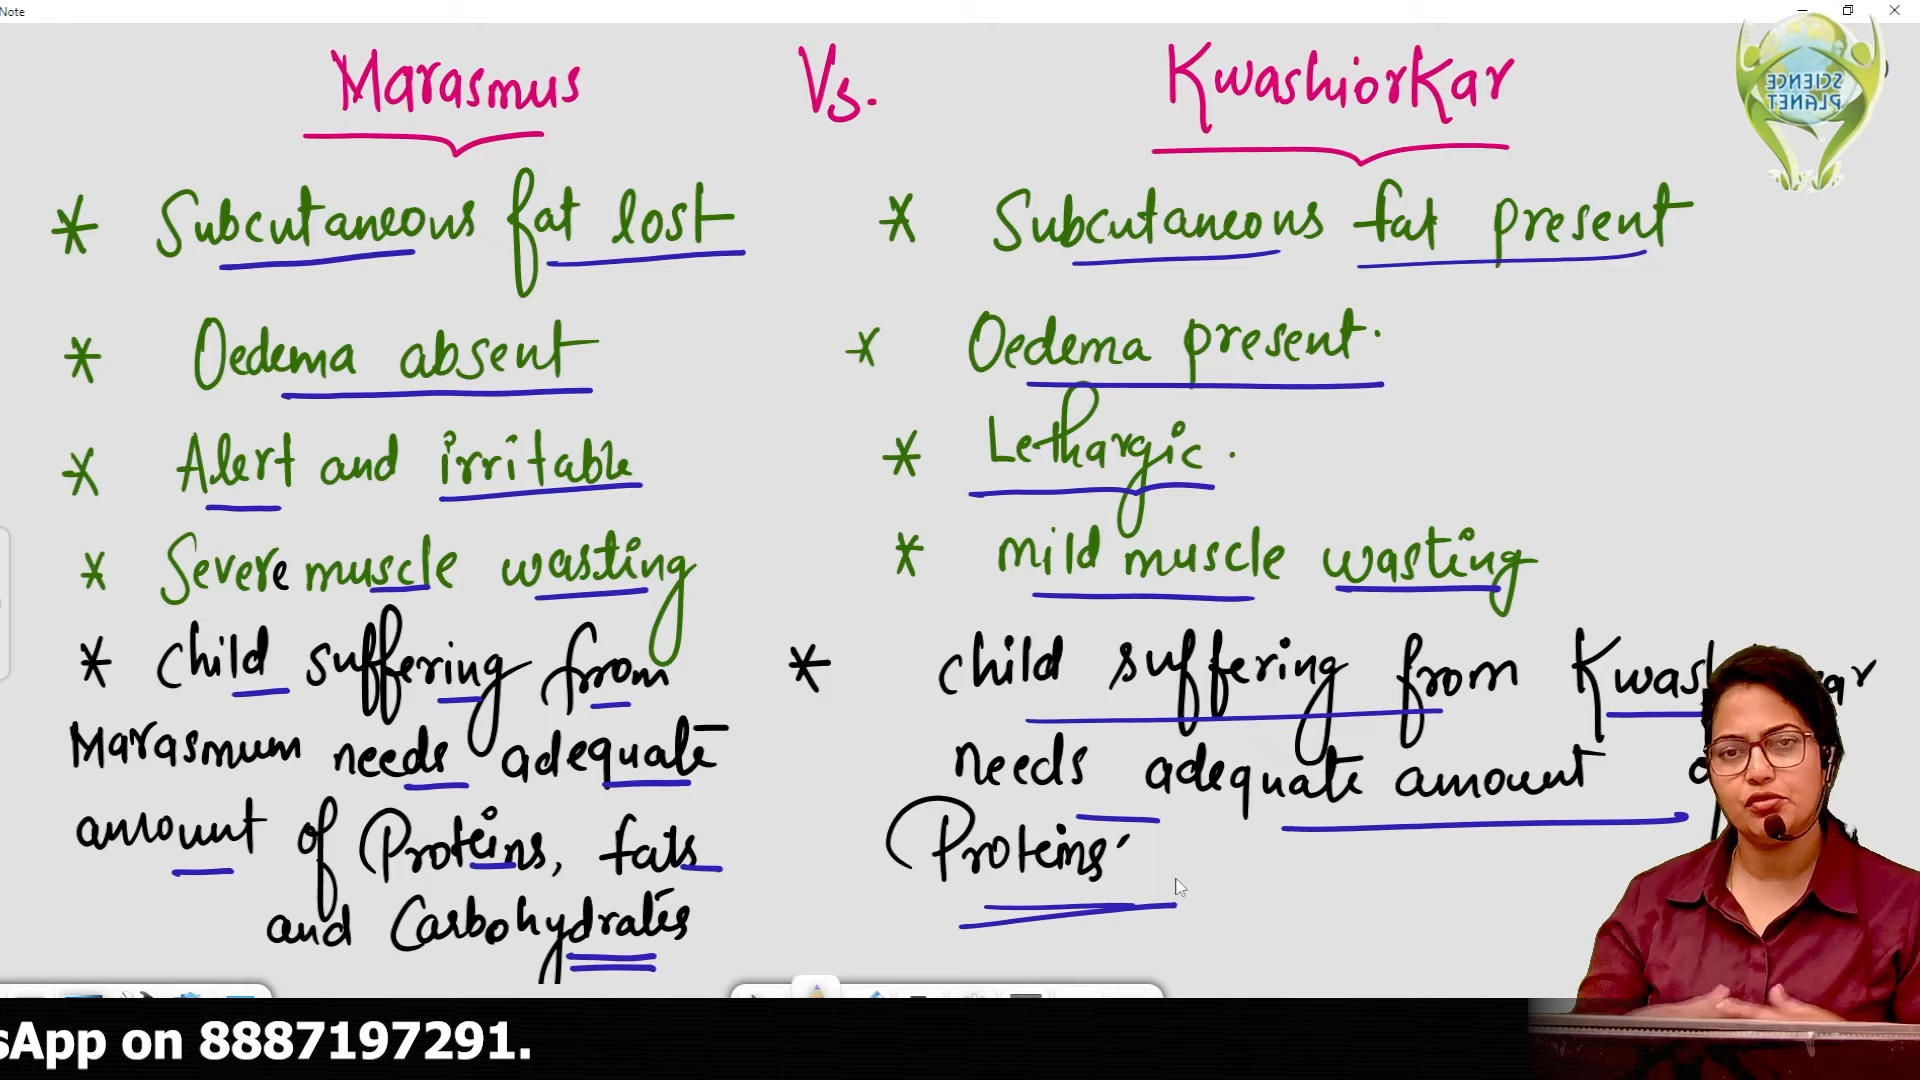 Note
Marasmus Vs. Kwashiorkar
SCIENCE
PLANET
* Subcutaneous fat lost
* Subcutaneous fat present
* Oedema absent
* Oedema present.
* Alert and irritable
* Lethargic.
* Severe muscle wasting
* mild muscle wasting
* child suffering from
Marasmum needs adequate
amount of Proteins, fats
and Carbohydrates
* child suffering from
needs adequate amount
Proteins
sApp on 8887197291.